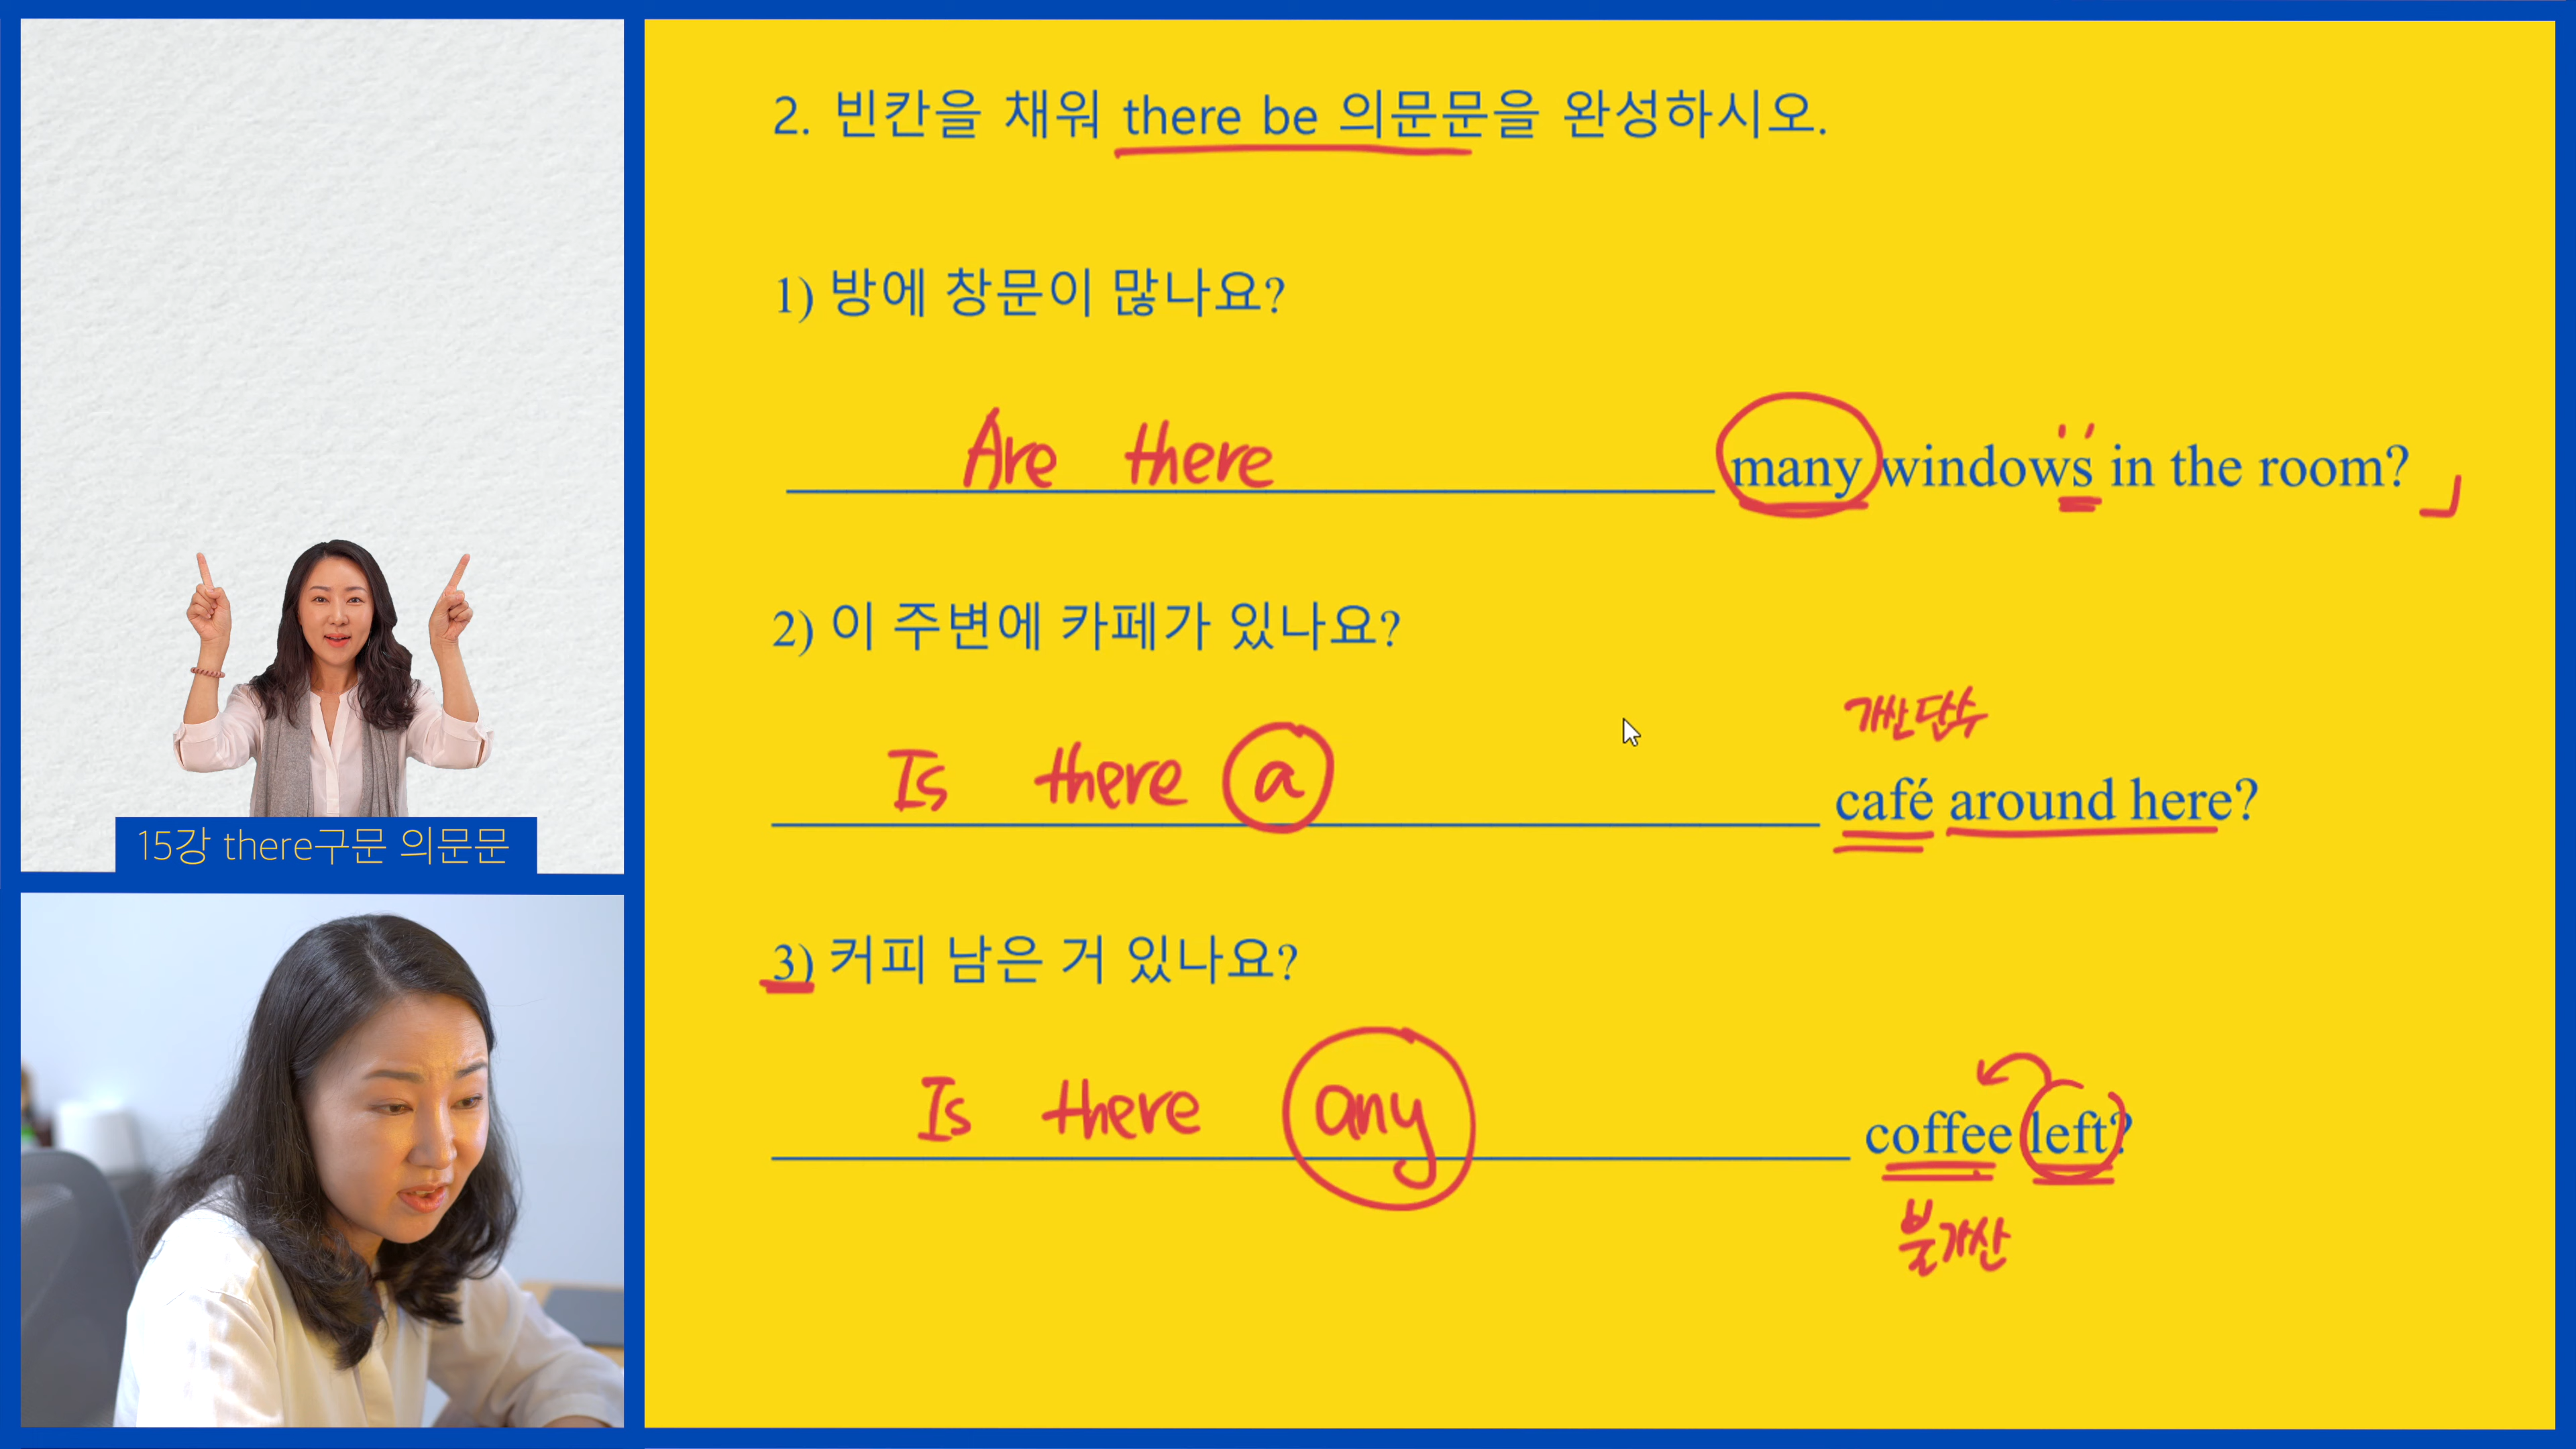 2. 빈칸을 채워 there be 의문문을 완성하시오.
1) 방에 창문이 많나요?
Are there many windows in the room?
2) 이 주변에 카페가 있나요?
가산 단수
Is there a café around here?
3) 커피 남은 거 있나요?
Is there any coffee left?
불가산
15강 there구문 의문문